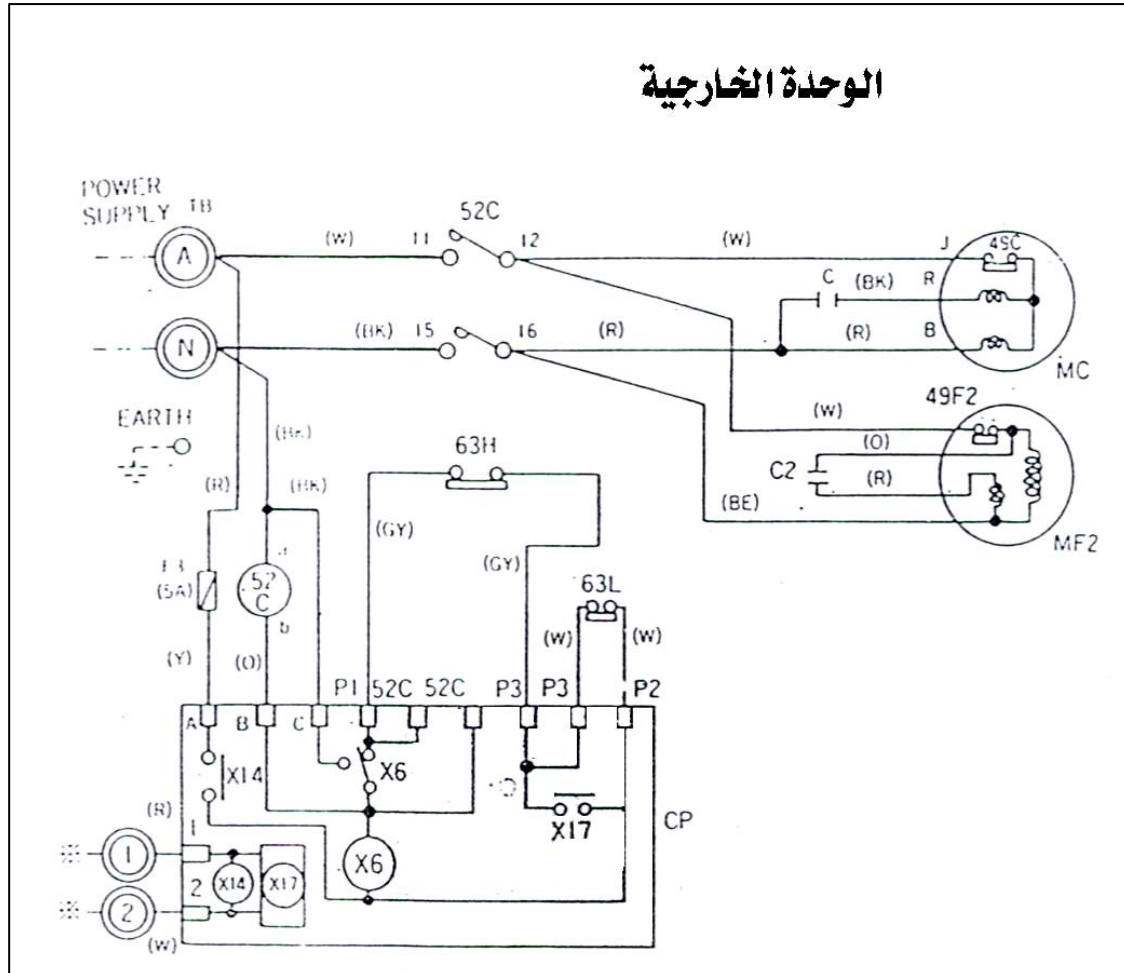 الوحدة الخارجية
POWER
SUPPLY TB
A
(W)
11
52C
12
(W)
J
49C
C
(BK)
R
N
(BK)
15
16
(R)
(R)
B
MC
EARTH
(BK)
49F2
(W)
(O)
C2
(R)
(BE)
MF2
63H
(R)
(BK)
(GY)
(GY)
(5A)
52
C
b
63L
(W)
(W)
(Y)
(O)
P1
52C
52C
P3
P3
P2
A
B
C
X14
X6
X17
CP
(R)
1
1
X6
2
X14
X17
2
(W)